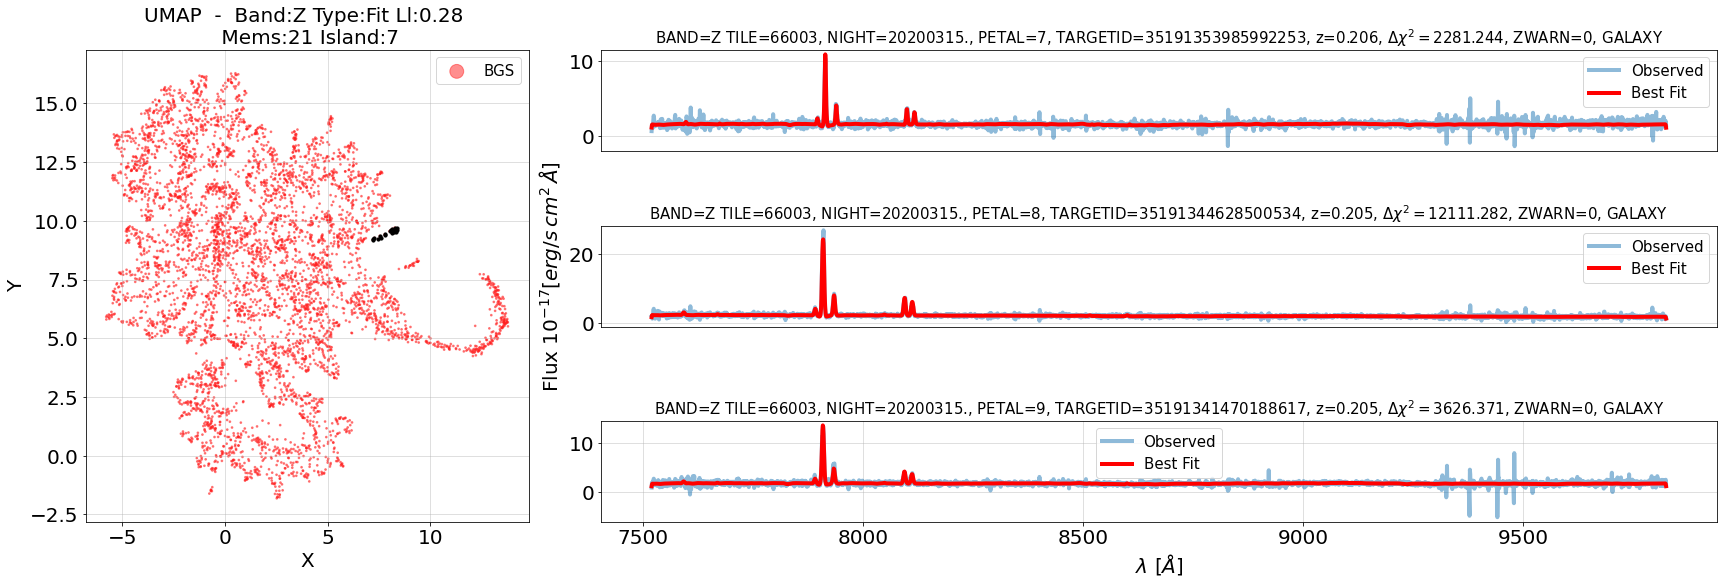 UMAP - Band:Z Type:Fit Ll:0.28
Mems:21 Island:7
BGS
15.0
12.5
10.0
7.5
5.0
2.5
0.0
−2.5
Y
−5
0
5
10
X
Flux 10⁻¹⁷[erg/s cm² Å]
BAND=Z TILE=66003, NIGHT=20200315., PETAL=7, TARGETID=35191353985992253, z=0.206, Δχ² = 2281.244, ZWARN=0, GALAXY
10
0
Observed
Best Fit
BAND=Z TILE=66003, NIGHT=20200315., PETAL=8, TARGETID=35191344628500534, z=0.205, Δχ² = 12111.282, ZWARN=0, GALAXY
20
0
Observed
Best Fit
BAND=Z TILE=66003, NIGHT=20200315., PETAL=9, TARGETID=35191341470188617, z=0.205, Δχ² = 3626.371, ZWARN=0, GALAXY
10
0
Observed
Best Fit
7500
8000
8500
9000
9500
λ [Å]